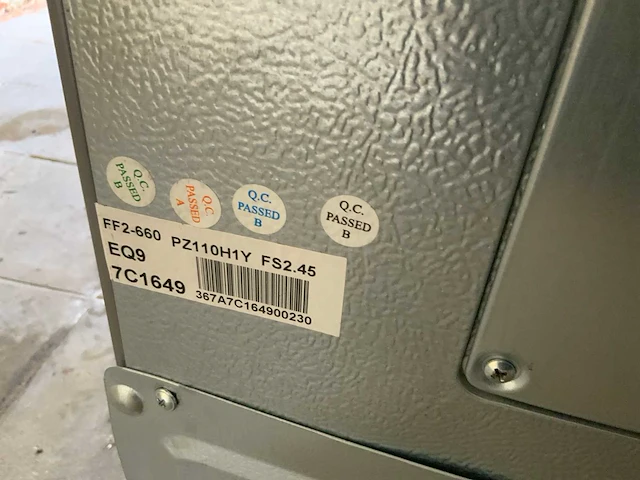 Q.C.
PASSED
B
Q.C.
PASSED
A
Q.C.
PASSED
B
Q.C.
PASSED
B
FF2-660 PZ110H1Y FS2.45
EQ9
7C1649
367A7C164900230